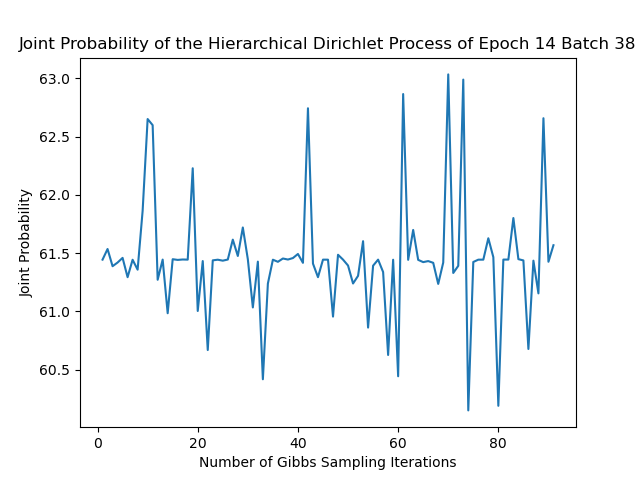 Joint Probability of the Hierarchical Dirichlet Process of Epoch 14 Batch 38
63.0
62.5
62.0
61.5
61.0
60.5
Joint Probability
0 20 40 60 80
Number of Gibbs Sampling Iterations